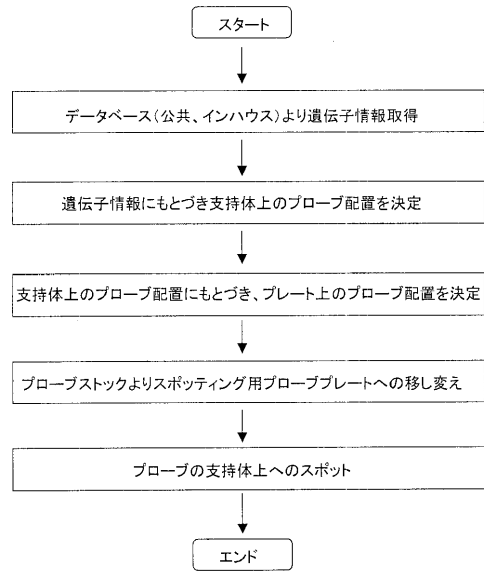 スタート
データベース(公共、インハウス)より遺伝子情報取得
遺伝子情報にもとづき支持体上のプローブ配置を決定
支持体上のプローブ配置にもとづき、プレート上のプローブ配置を決定
プローブストックよりスポッティング用プローブプレートへの移し変え
プローブの支持体上へのスポット
エンド